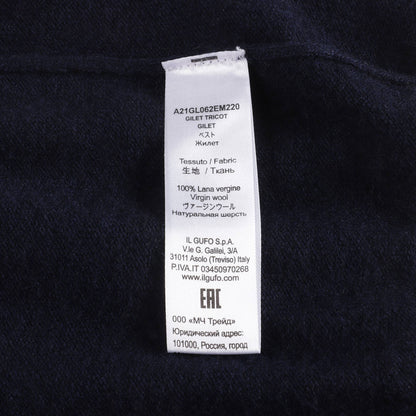 A21GL062EM220
GILET TRICOT
GILET
ベスト
Жилет
Tessuto / Fabric
生地 / Ткань
100% Lana vergine
Virgin wool
ヴァージンウール
Натуральная шерсть
IL GUFO S.p.A.
V.le G. Galilei, 3/A
31011 Asolo (Treviso) Italy
P.IVA.IT 03450970268
www.ilgufo.com
EAC
ООО «МЧ Трейд»
Юридический адрес:
101000, Россия, город